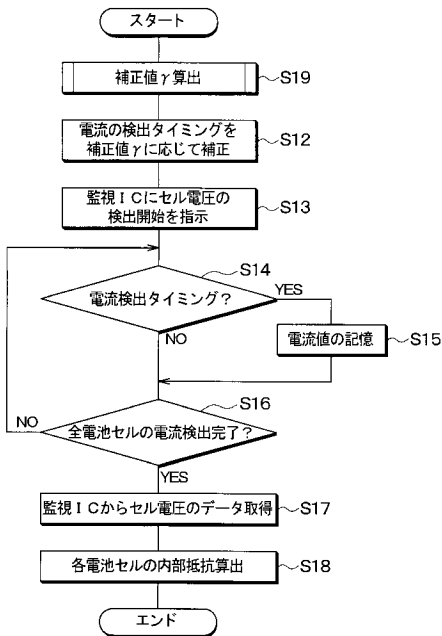 スタート
補正値γ算出
S19
電流の検出タイミングを
補正値γに応じて補正
S12
監視ICにセル電圧の
検出開始を指示
S13
S14
電流検出タイミング?
YES
NO
電流値の記憶
S15
S16
NO
全電池セルの電流検出完了?
YES
監視ICからセル電圧のデータ取得
S17
各電池セルの内部抵抗算出
S18
エンド